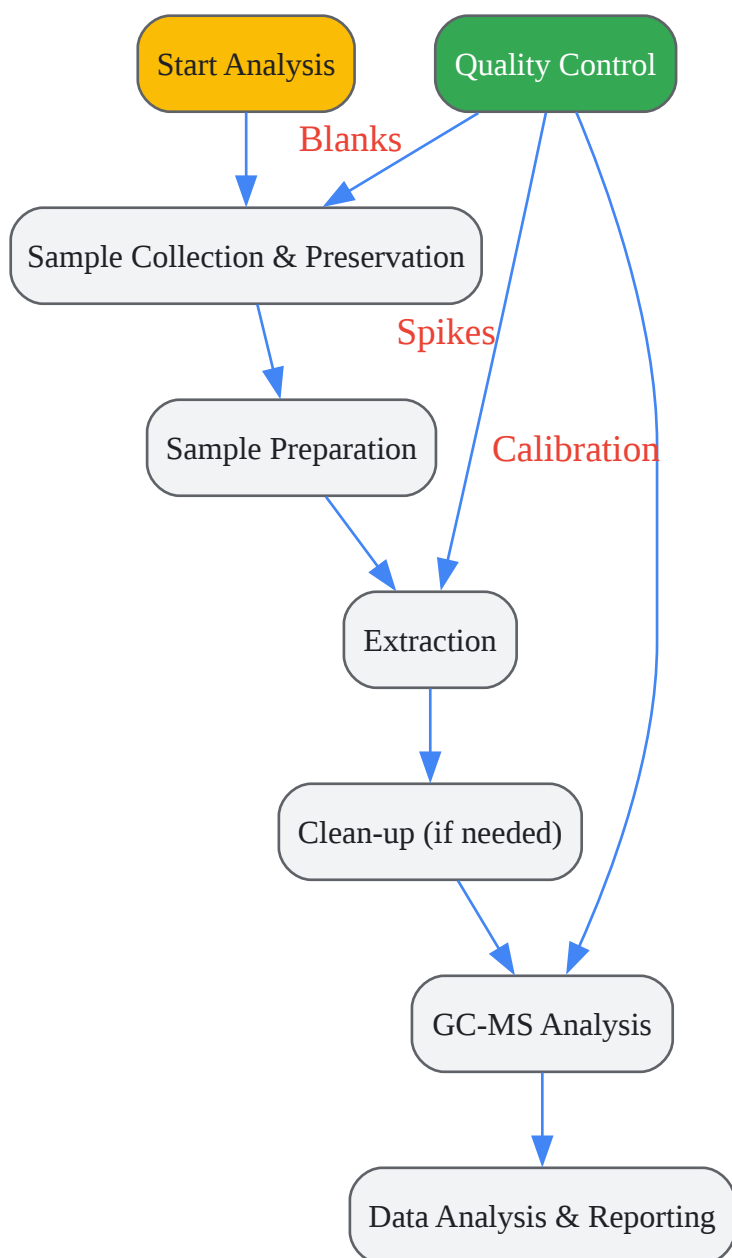 Start Analysis
Quality Control
Blanks
Sample Collection & Preservation
Spikes
Sample Preparation
Calibration
Extraction
Clean-up (if needed)
GC-MS Analysis
Data Analysis & Reporting